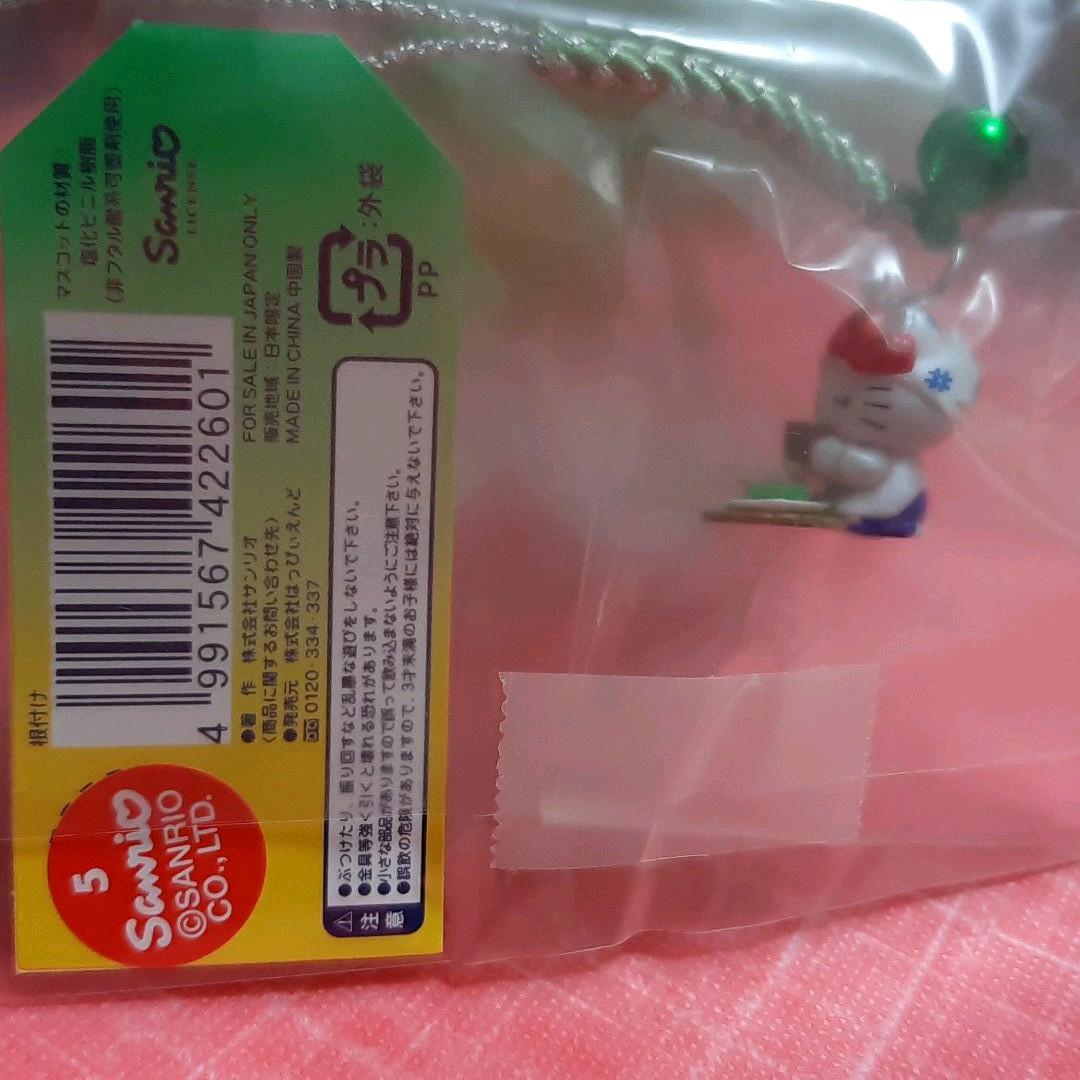 マスコットの材質:
塩化ビニル樹脂
(非フタル酸系可塑剤使用)
Sanrio
LICENSE
根付け
4 991567 422601
FOR SALE IN JAPAN ONLY
販売地域:日本限定
MADE IN CHINA 中国製
プラ
:外袋
PP
●著 作 株式会社サンリオ
〈商品に関するお問い合わせ先〉
●発売元 株式会社はっぴぃえんど
0120-334-337
注意
●ぶつけたり、振り回すなど乱暴な遊びをしないで下さい。
●金具等強く引くと壊れる恐れがあります。
●小さな部品がありますので誤って飲み込まないようにご注意下さい。
●誤飲の危険がありますので、3才未満のお子様には絶対に与えないで下さい。
5
Sanrio
©SANRIO
CO., LTD.